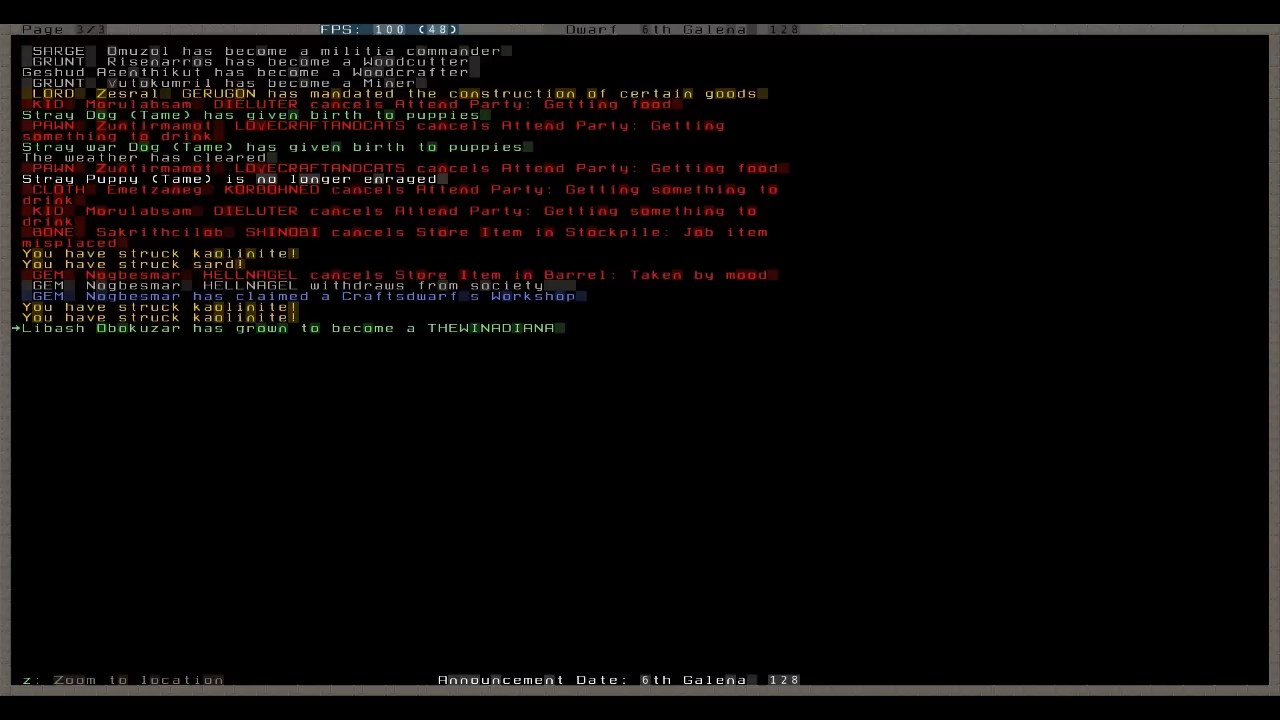 Page 3/3 FPS: 100 (48) Dwarf 6th Galena 128
SARGE Omuzol has become a militia commander
GRUNT Risenarros has become a Woodcutter
Geshud Asenthikut has become a Woodcrafter
GRUNT Vutokumril has become a Miner
LORD Zesral GERUGON has mandated the construction of certain goods
KID Morulabsam DIELUTER cancels Attend Party: Getting food
Stray Dog (Tame) has given birth to puppies
PAWN Zuntirmamot LOVECRAFTANDCATS cancels Attend Party: Getting
something to drink
Stray war Dog (Tame) has given birth to puppies
The weather has cleared
PAWN Zuntirmamot LOVECRAFTANDCATS cancels Attend Party: Getting food
Stray Puppy (Tame) is no longer enraged
CLOTH Emetzaneg KORBOHNED cancels Attend Party: Getting something to
drink
KID Morulabsam DIELUTER cancels Attend Party: Getting something to
drink
BONE Sakrithcilob SHINOBI cancels Store Item in Stockpile: Job item
misplaced
You have struck kaolinite!
You have struck sard!
GEM Nogbesmar HELLNAGEL cancels Store Item in Barrel: Taken by mood
GEM Nogbesmar HELLNAGEL withdraws from society
GEM Nogbesmar has claimed a Craftsdwarf s Workshop
You have struck kaolinite!
You have struck kaolinite!
Libash Obokuzar has grown to become a THEWINADIANA
z: Zoom to location Announcement Date: 6th Galena 128